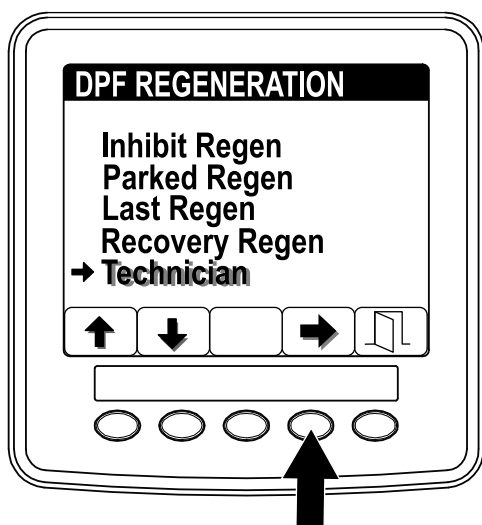 DPF REGENERATION
Inhibit Regen
Parked Regen
Last Regen
Recovery Regen
Technician